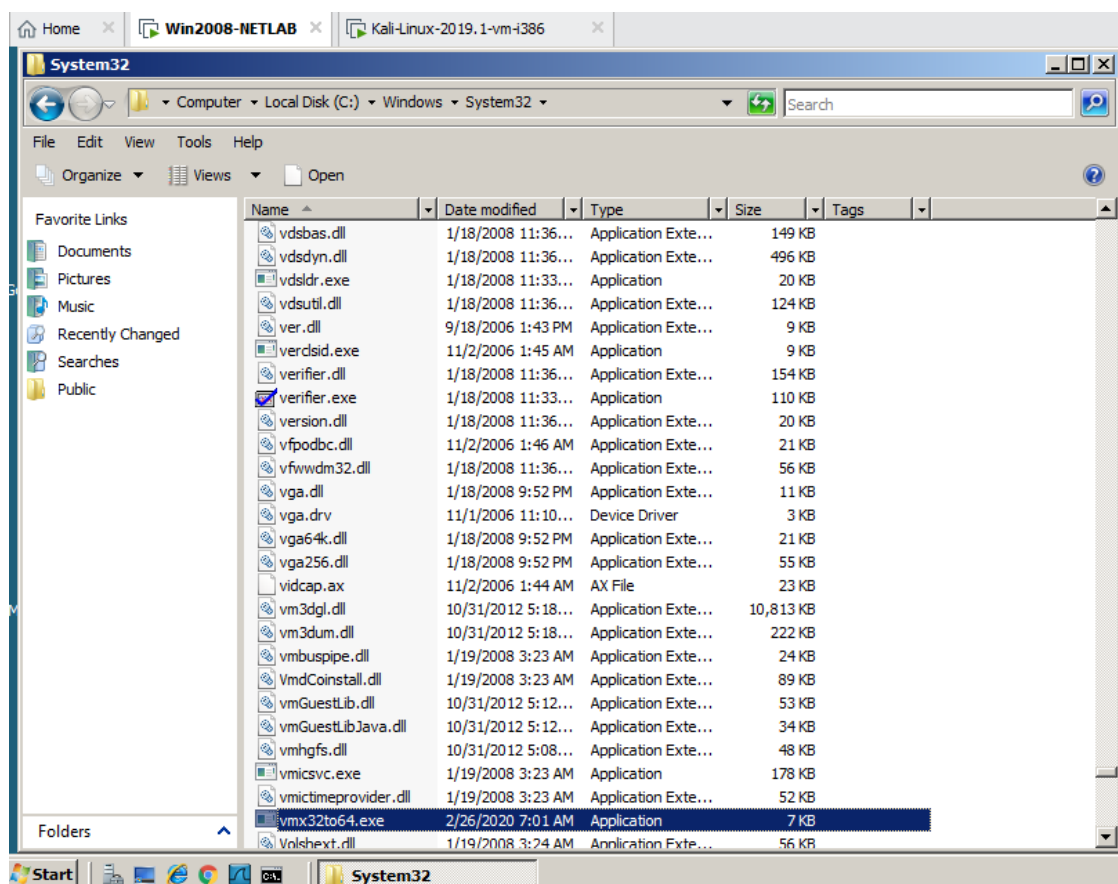 Home × Win2008-NETLAB × Kali-Linux-2019.1-vm-i386 ×
System32
Computer Local Disk (C:) Windows System32 Search
File Edit View Tools Help
Organize Views Open
Favorite Links
Documents
Pictures
Music
Recently Changed
Searches
Public
Folders
Name Date modified Type Size Tags
vdsbas.dll 1/18/2008 11:36... Application Exte... 149 KB
vdsdyn.dll 1/18/2008 11:36... Application Exte... 496 KB
vdsldr.exe 1/18/2008 11:33... Application 20 KB
vdsutil.dll 1/18/2008 11:36... Application Exte... 124 KB
ver.dll 9/18/2006 1:43 PM Application Exte... 9 KB
verclsid.exe 11/2/2006 1:45 AM Application 9 KB
verifier.dll 1/18/2008 11:36... Application Exte... 154 KB
verifier.exe 1/18/2008 11:33... Application 110 KB
version.dll 1/18/2008 11:36... Application Exte... 20 KB
vfpodbc.dll 11/2/2006 1:46 AM Application Exte... 21 KB
vfwwdm32.dll 1/18/2008 11:36... Application Exte... 56 KB
vga.dll 1/18/2008 9:52 PM Application Exte... 11 KB
vga.drv 11/1/2006 11:10... Device Driver 3 KB
vga64k.dll 1/18/2008 9:52 PM Application Exte... 21 KB
vga256.dll 1/18/2008 9:52 PM Application Exte... 55 KB
vidcap.ax 11/2/2006 1:44 AM AX File 23 KB
vm3dgl.dll 10/31/2012 5:18... Application Exte... 10,813 KB
vm3dum.dll 10/31/2012 5:18... Application Exte... 222 KB
vmbuspipe.dll 1/19/2008 3:23 AM Application Exte... 24 KB
VmdCoinstall.dll 1/19/2008 3:23 AM Application Exte... 89 KB
vmGuestLib.dll 10/31/2012 5:12... Application Exte... 53 KB
vmGuestLibJava.dll 10/31/2012 5:12... Application Exte... 34 KB
vmhgfs.dll 10/31/2012 5:08... Application Exte... 48 KB
vmicsvc.exe 1/19/2008 3:23 AM Application 178 KB
vmictimeprovider.dll 1/19/2008 3:23 AM Application Exte... 52 KB
vmx32to64.exe 2/26/2020 7:01 AM Application 7 KB
Volshext.dll 1/19/2008 3:24 AM Application Exte... 56 KB
Start System32